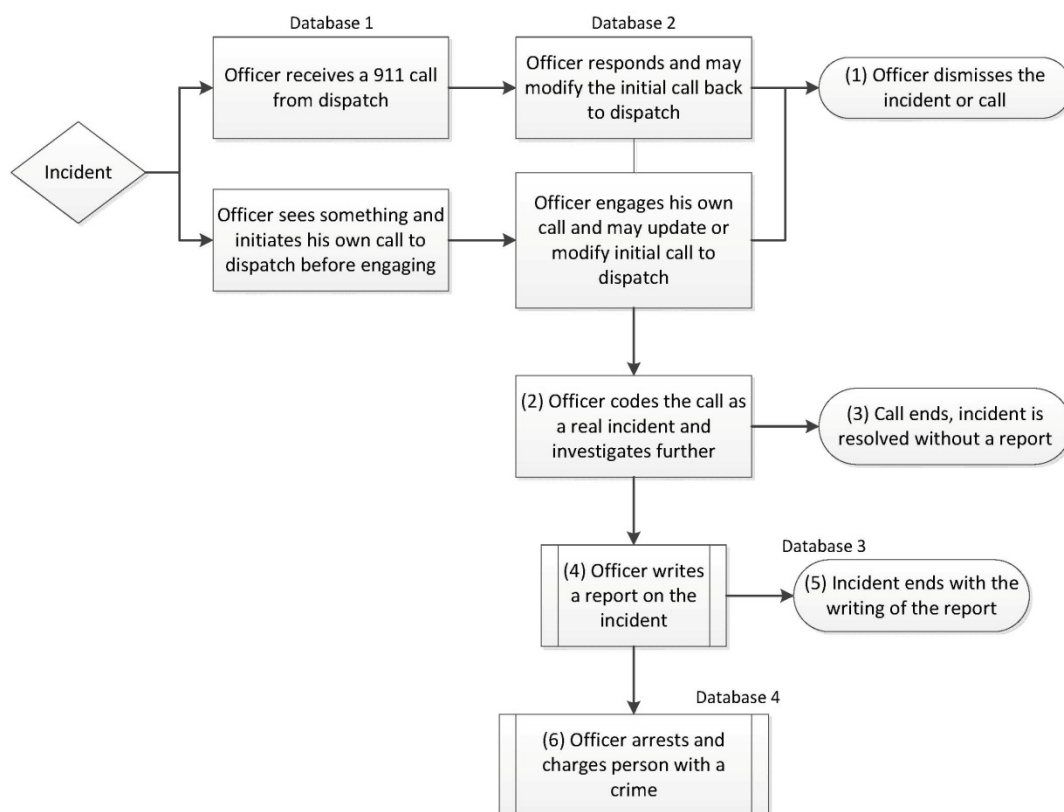 Database 1
Database 2
Officer receives a 911 call
from dispatch
Officer responds and may
modify the initial call back
to dispatch
(1) Officer dismisses the
incident or call
Incident
Officer sees something and
initiates his own call to
dispatch before engaging
Officer engages his own
call and may update or
modify initial call to
dispatch
(2) Officer codes the call as
a real incident and
investigates further
(3) Call ends, incident is
resolved without a report
Database 3
(4) Officer writes
a report on the
incident
(5) Incident ends with the
writing of the report
Database 4
(6) Officer arrests and
charges person with a
crime